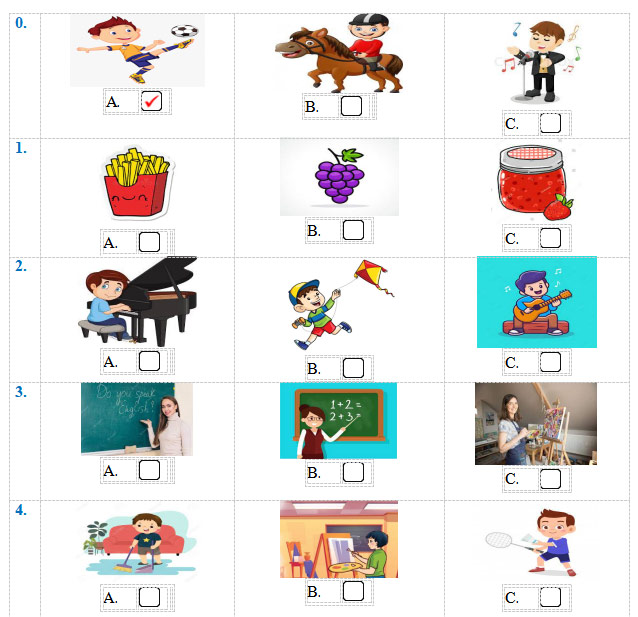 0.
A.
B.
C.
1.
A.
B.
C.
2.
A.
B.
C.
3.
Do you speak
English?
1+2=
2+3=
A.
B.
C.
4.
A.
B.
C.